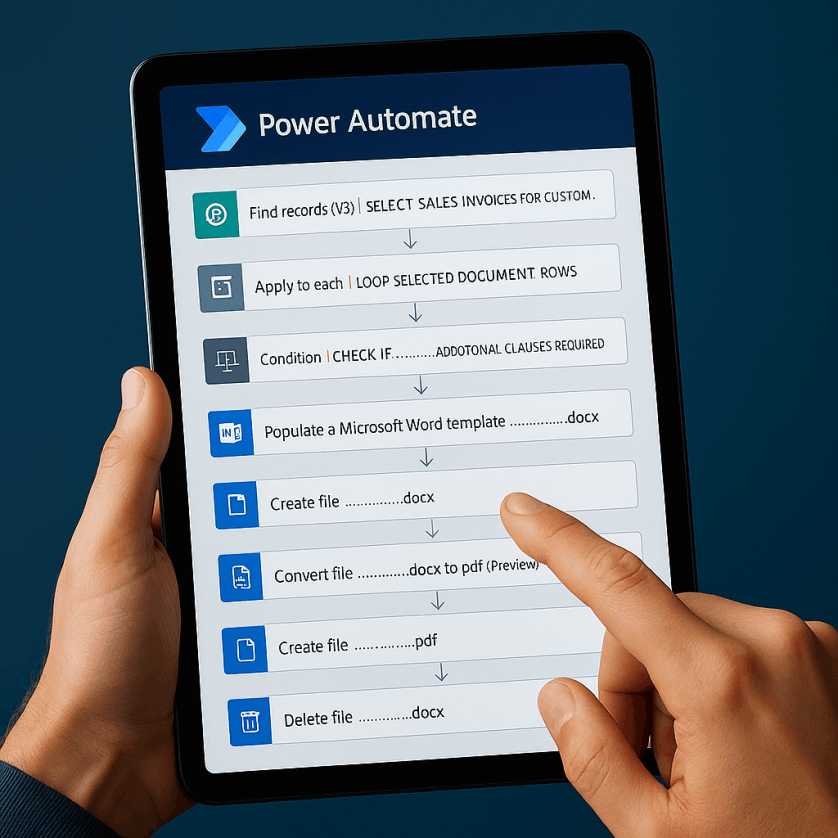 Power Automate
Find records (V3) | SELECT SALES INVOICES FOR CUSTOM.
Apply to each | LOOP SELECTED DOCUMENT. ROWS
Condition | CHECK IF..........ADDOTONAL CLAUSES REQUIRED
IN
Populate a Microsoft Word template ...............docx
Create file ...............docx
Convert file .............docx to pdf (Preview)
Create file ...............pdf
Delete file ..............docx